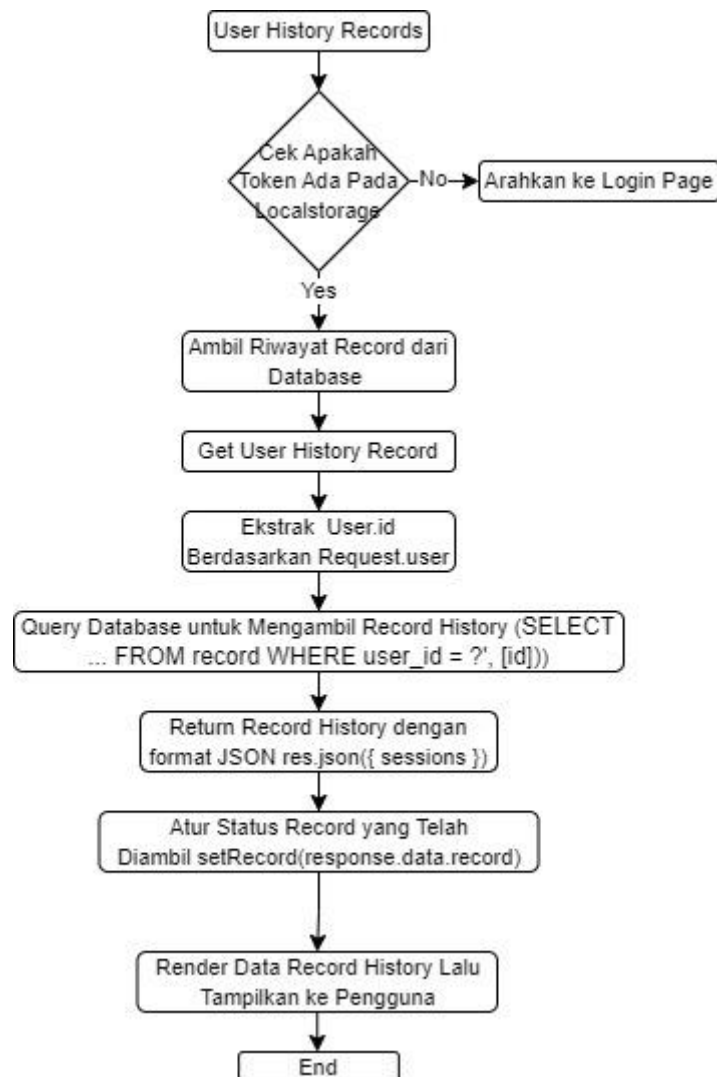 User History Records
Cek Apakah
Token Ada Pada
Localstorage
No
Arahkan ke Login Page
Yes
Ambil Riwayat Record dari
Database
Get User History Record
Ekstrak User.id
Berdasarkan Request.user
Query Database untuk Mengambil Record History (SELECT
... FROM record WHERE user_id = ?', [id]))
Return Record History dengan
format JSON res.json({ sessions })
Atur Status Record yang Telah
Diambil setRecord(response.data.record)
Render Data Record History Lalu
Tampilkan ke Pengguna
End